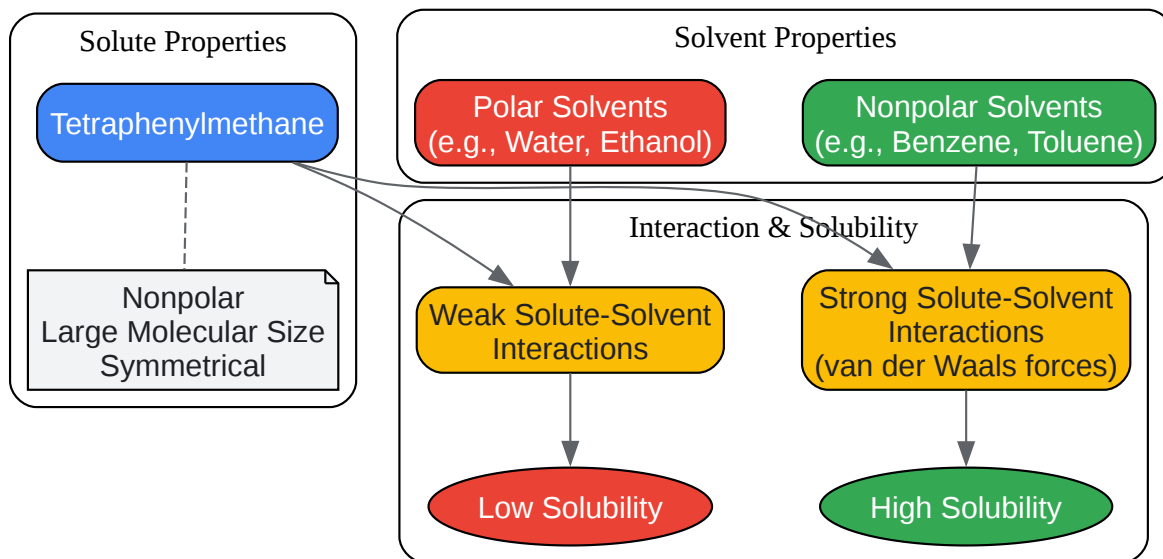 Solute Properties
Tetraphenylmethane
Nonpolar
Large Molecular Size
Symmetrical
Solvent Properties
Polar Solvents
(e.g., Water, Ethanol)
Nonpolar Solvents
(e.g., Benzene, Toluene)
Interaction & Solubility
Weak Solute-Solvent
Interactions
Strong Solute-Solvent
Interactions
(van der Waals forces)
Low Solubility
High Solubility